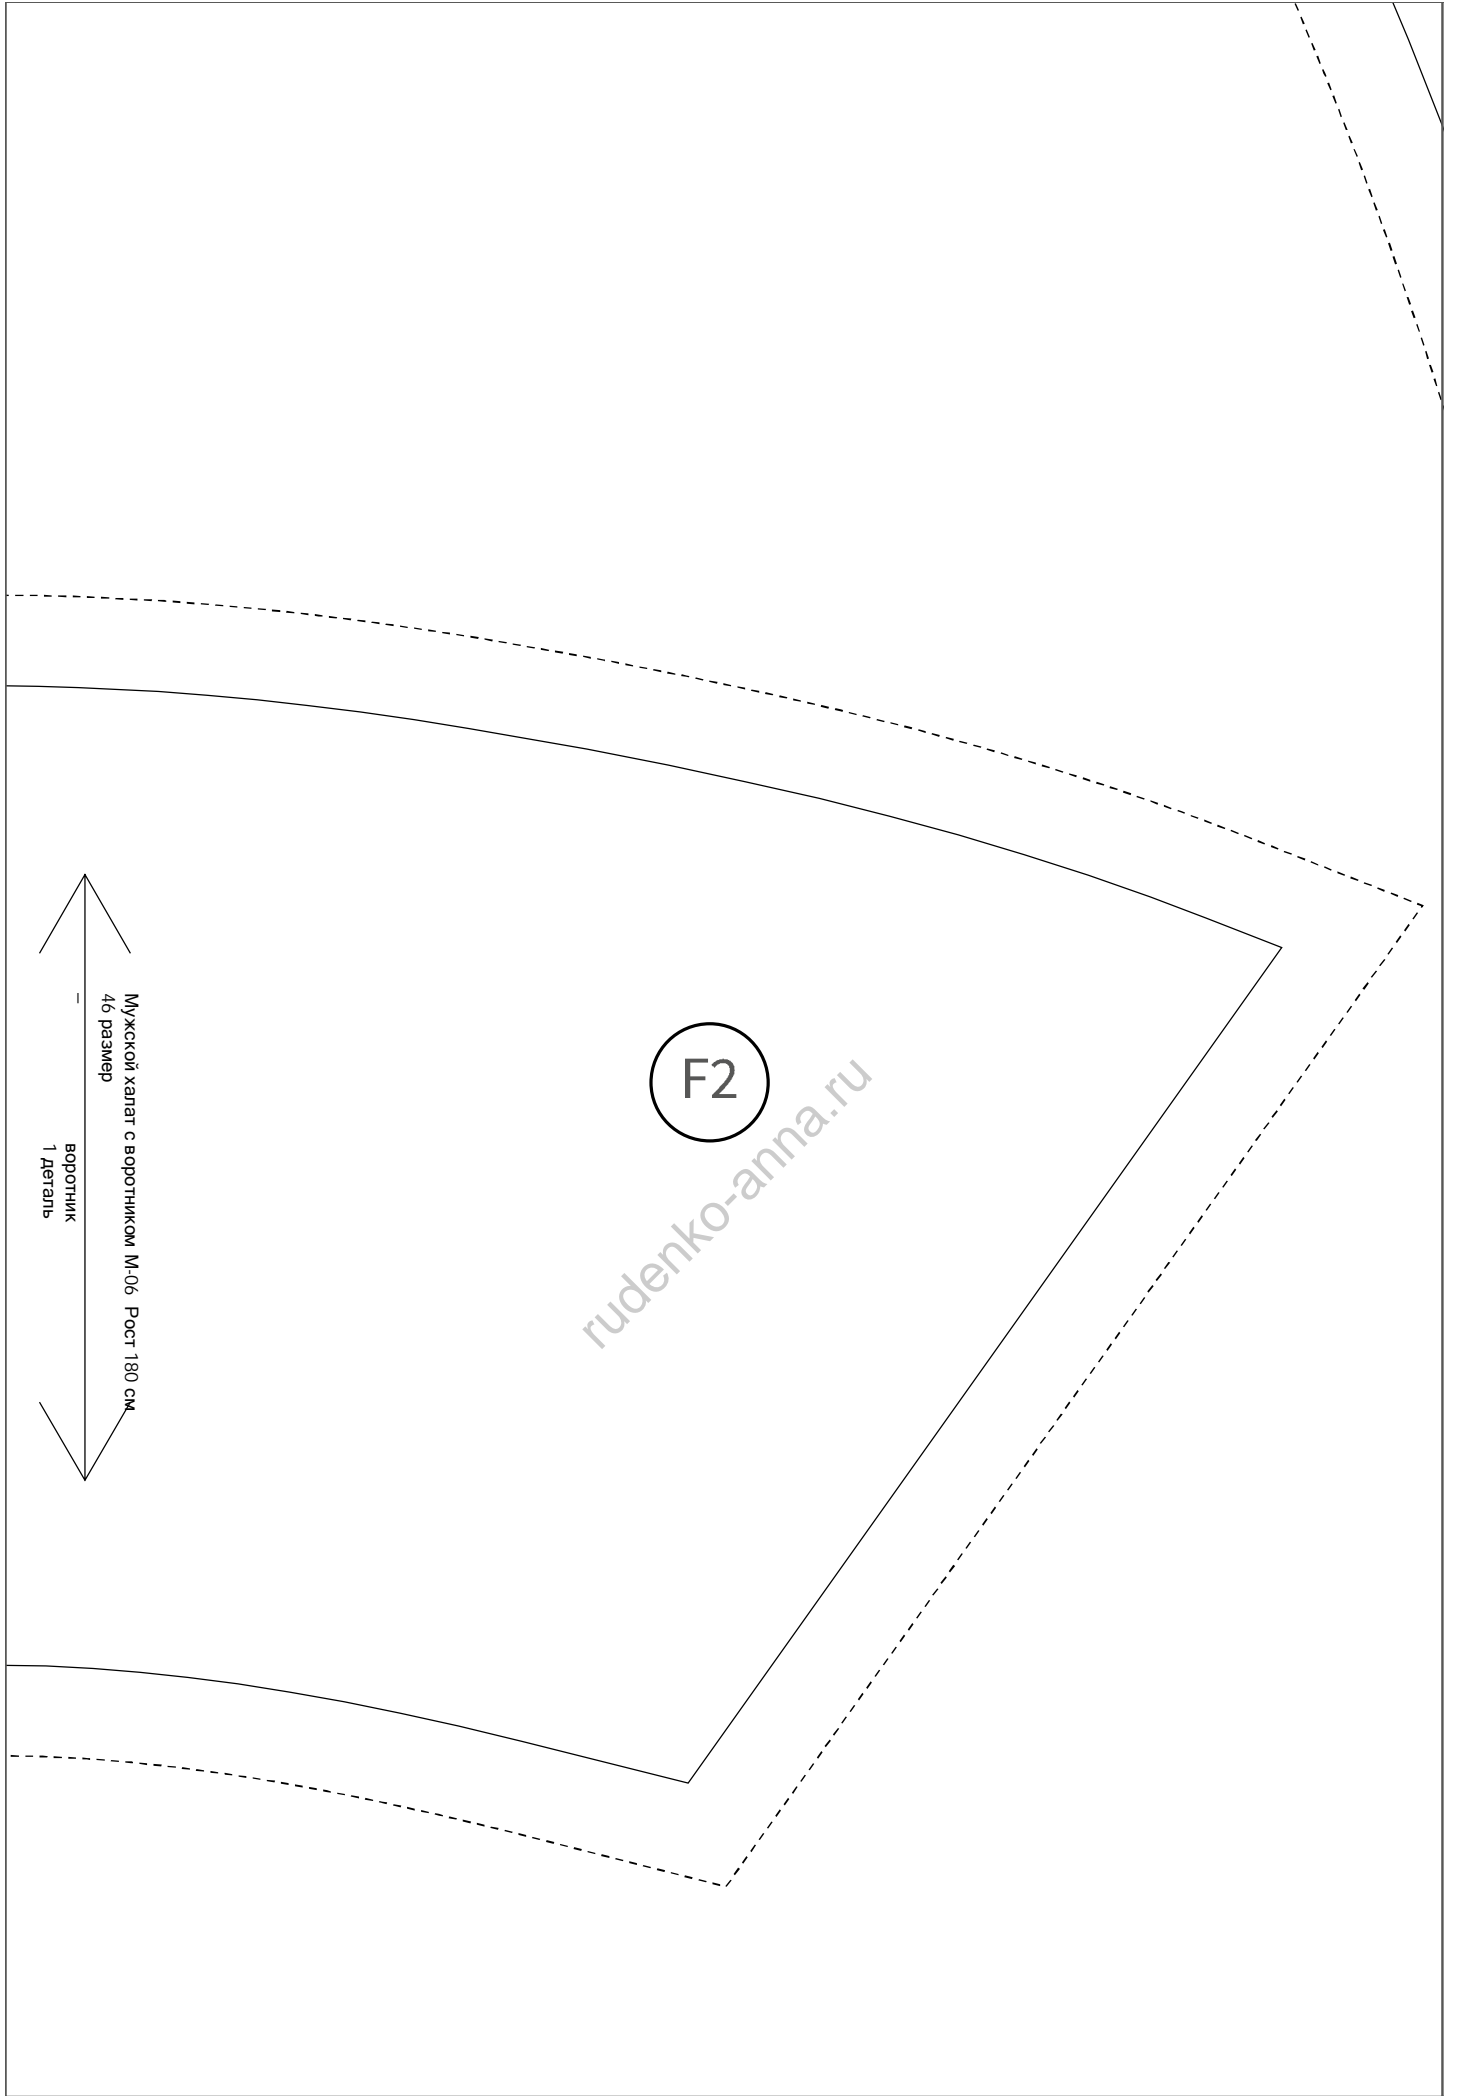 Мужской халат с воротником М-06 Рост 180 см
46 размер
–
воротник
1 деталь
F2
rudenko-anna.ru